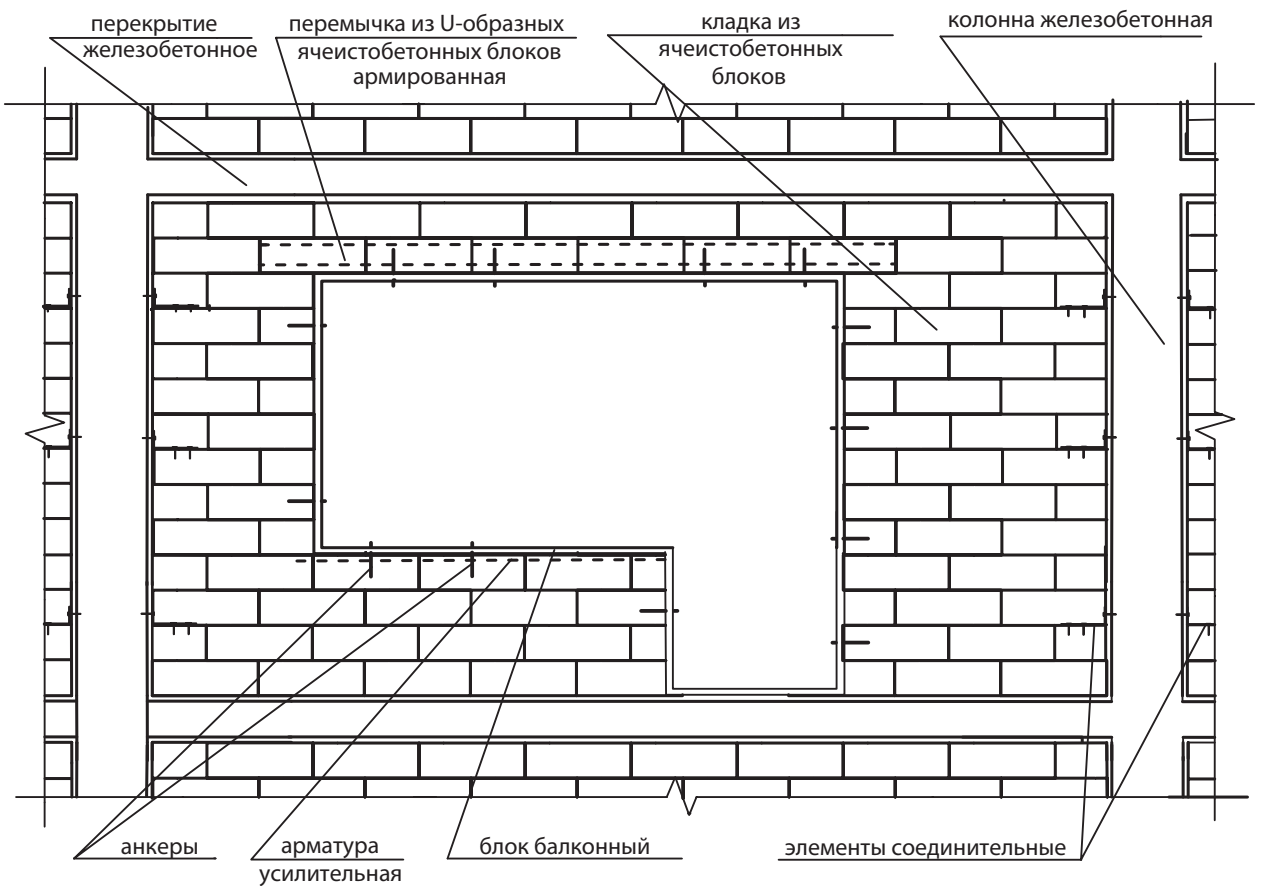 перекрытие
железобетонное
перемычка из U-образных
ячеистобетонных блоков
армированная
кладка из
ячеистобетонных
блоков
колонна железобетонная
анкеры
арматура
усилительная
блок балконный
элементы соединительные